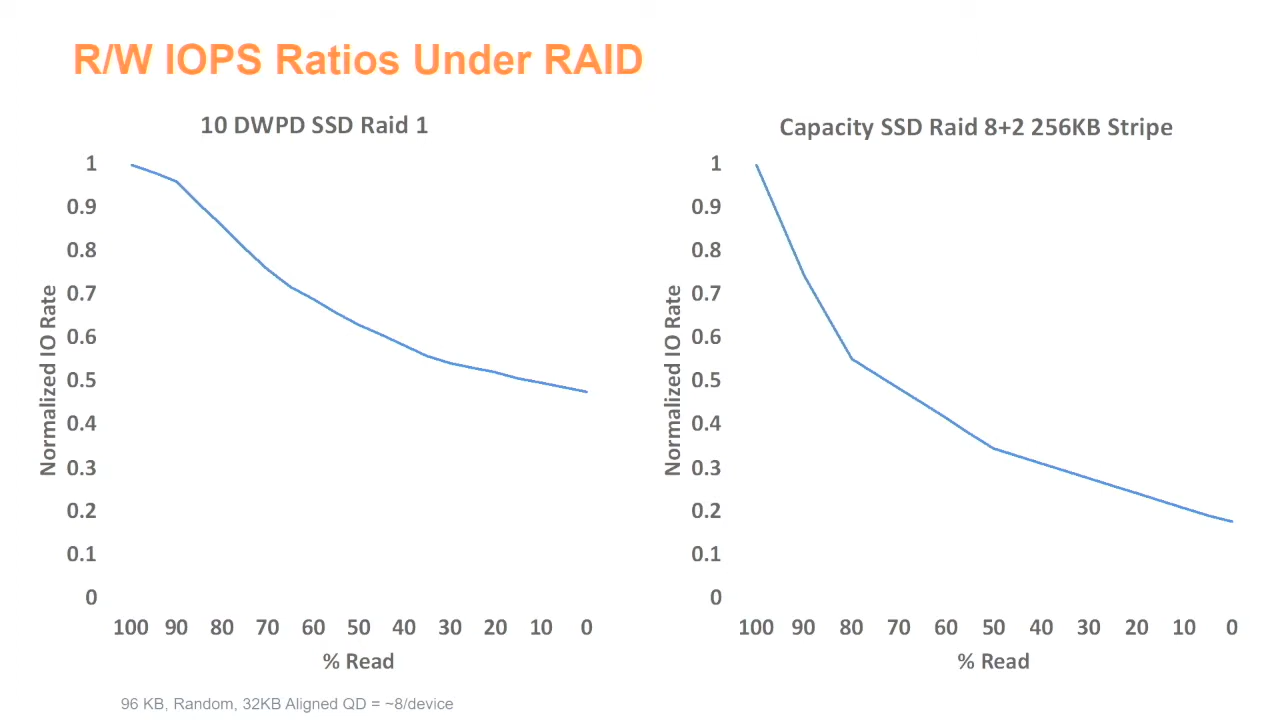 R/W IOPS Ratios Under RAID
10 DWPD SSD Raid 1
Normalized IO Rate
1
0.9
0.8
0.7
0.6
0.5
0.4
0.3
0.2
0.1
0
100 90 80 70 60 50 40 30 20 10 0
% Read
Capacity SSD Raid 8+2 256KB Stripe
Normalized IO Rate
1
0.9
0.8
0.7
0.6
0.5
0.4
0.3
0.2
0.1
0
100 90 80 70 60 50 40 30 20 10 0
% Read
96 KB, Random, 32KB Aligned QD = ~8/device